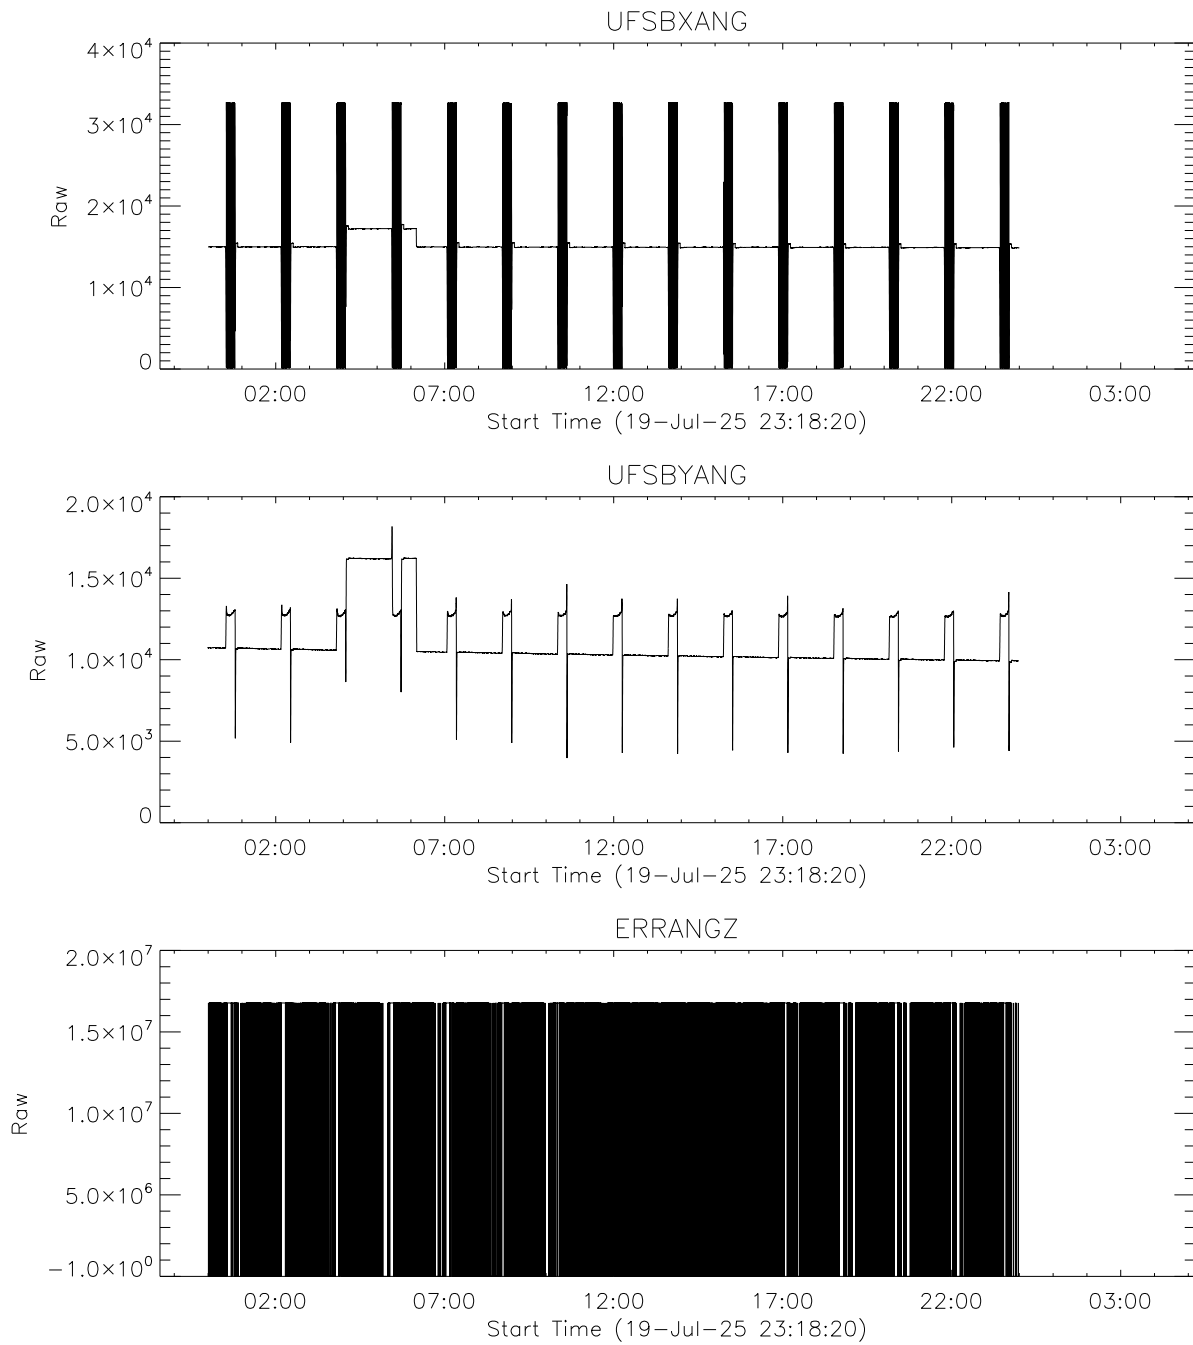 UFSBXANG
4×10⁴
3×10⁴
2×10⁴
1×10⁴
0
Raw
02:00 07:00 12:00 17:00 22:00 03:00
Start Time (19-Jul-25 23:18:20)
UFSBYANG
2.0×10⁴
1.5×10⁴
1.0×10⁴
5.0×10³
0
Raw
02:00 07:00 12:00 17:00 22:00 03:00
Start Time (19-Jul-25 23:18:20)
ERRANGZ
2.0×10⁷
1.5×10⁷
1.0×10⁷
5.0×10⁶
-1.0×10⁰
Raw
02:00 07:00 12:00 17:00 22:00 03:00
Start Time (19-Jul-25 23:18:20)